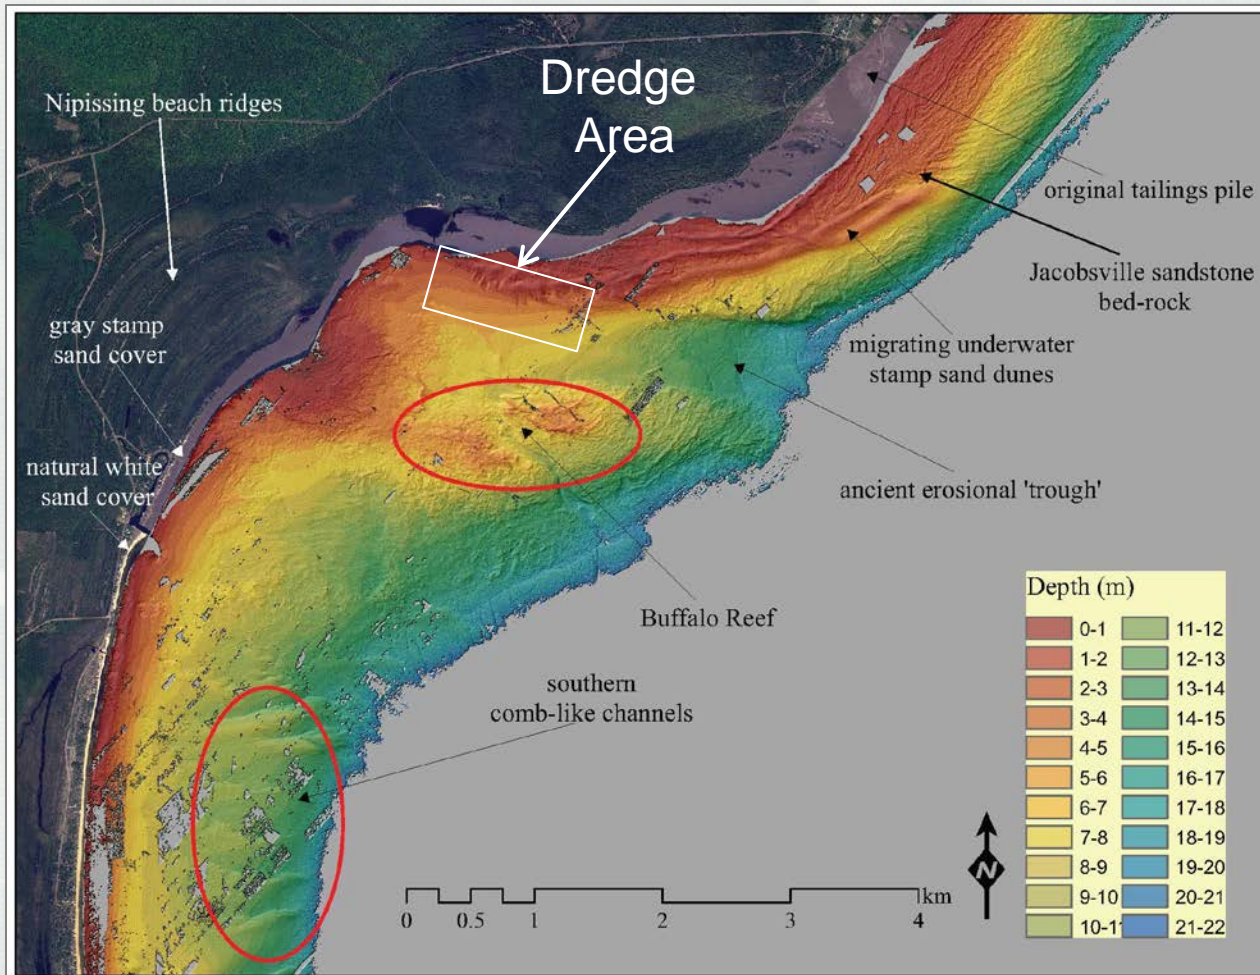 Dredge
Area
Nipissing beach ridges
original tailings pile
Jacobsville sandstone
bed-rock
gray stamp
sand cover
migrating underwater
stamp sand dunes
natural white
sand cover
ancient erosional 'trough'
Buffalo Reef
southern
comb-like channels
Depth (m)
0-1 11-12
1-2 12-13
2-3 13-14
3-4 14-15
4-5 15-16
5-6 16-17
6-7 17-18
7-8 18-19
8-9 19-20
9-10 20-21
10-11 21-22
N
km
0 0.5 1 2 3 4